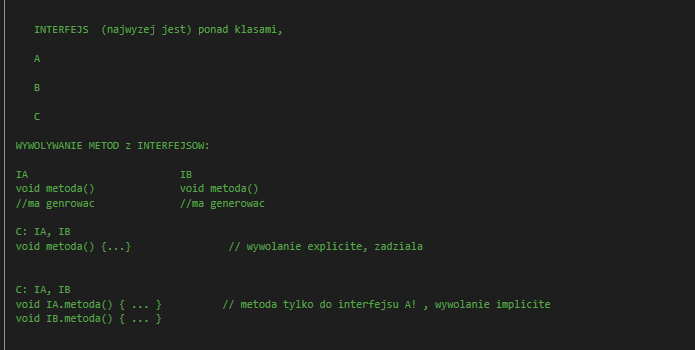 INTERFEJS (najwyzej jest) ponad klasami,
A
B
C
WYWOLYWANIE METOD z INTERFEJSOW:
IA IB
void metoda() void metoda()
//ma genrowac //ma generowac
C: IA, IB
void metoda() {...} // wywolanie explicite, zadziala
C: IA, IB
void IA.metoda() { ... } // metoda tylko do interfejsu A! , wywolanie implicite
void IB.metoda() { ... }